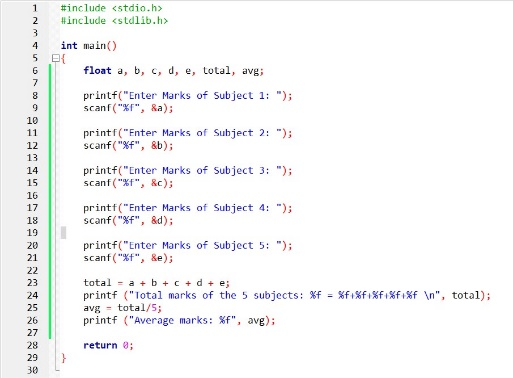 1 #include <stdio.h>
2 #include <stdlib.h>
3
4 int main()
5 {
6 float a, b, c, d, e, total, avg;
7
8 printf("Enter Marks of Subject 1: ");
9 scanf("%f", &a);
10
11 printf("Enter Marks of Subject 2: ");
12 scanf("%f", &b);
13
14 printf("Enter Marks of Subject 3: ");
15 scanf("%f", &c);
16
17 printf("Enter Marks of Subject 4: ");
18 scanf("%f", &d);
19
20 printf("Enter Marks of Subject 5: ");
21 scanf("%f", &e);
22
23 total = a + b + c + d + e;
24 printf ("Total marks of the 5 subjects: %f = %f+%f+%f+%f+%f \n", total);
25 avg = total/5;
26 printf ("Average marks: %f", avg);
27
28 return 0;
29 }
30